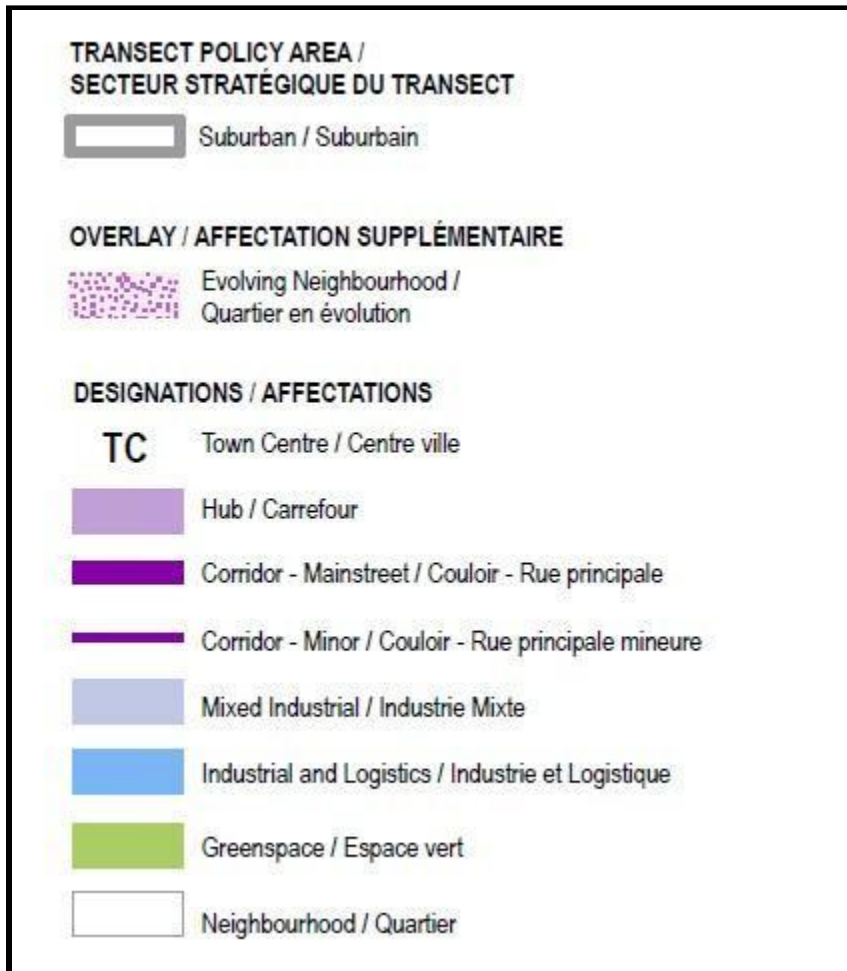 TRANSECT POLICY AREA /
SECTEUR STRATÉGIQUE DU TRANSECT
Suburban / Suburbain
OVERLAY / AFFECTATION SUPPLÉMENTAIRE
Evolving Neighbourhood /
Quartier en évolution
DESIGNATIONS / AFFECTATIONS
TC Town Centre / Centre ville
Hub / Carrefour
Corridor - Mainstreet / Couloir - Rue principale
Corridor - Minor / Couloir - Rue principale mineure
Mixed Industrial / Industrie Mixte
Industrial and Logistics / Industrie et Logistique
Greenspace / Espace vert
Neighbourhood / Quartier